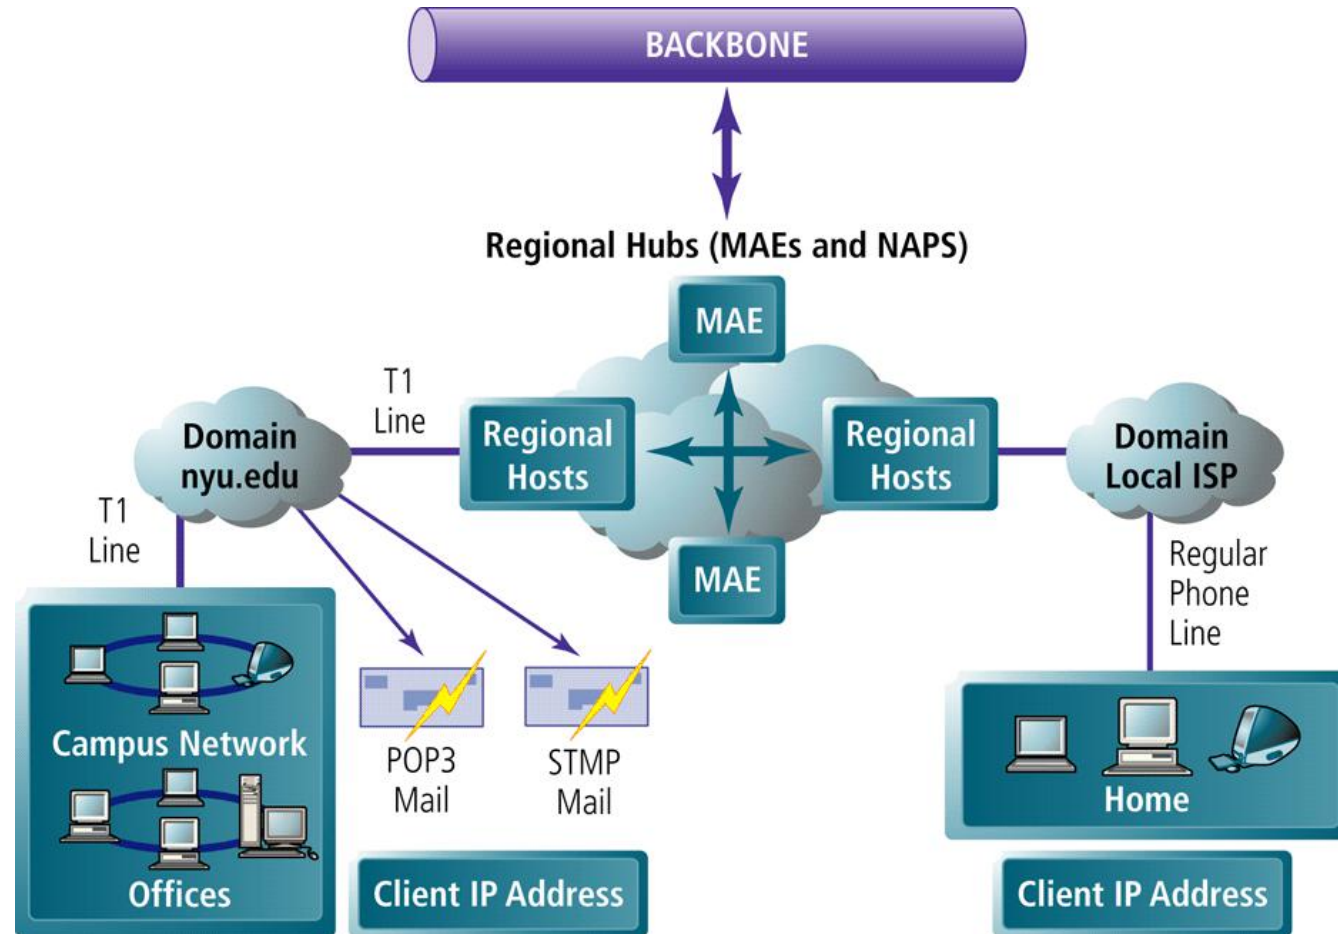 BACKBONE
Regional Hubs (MAEs and NAPS)
MAE
T1
Line
Domain
nyu.edu
Regional
Hosts
Regional
Hosts
Domain
Local ISP
T1
Line
MAE
Regular
Phone
Line
Campus Network
Offices
POP3
Mail
STMP
Mail
Client IP Address
Home
Client IP Address